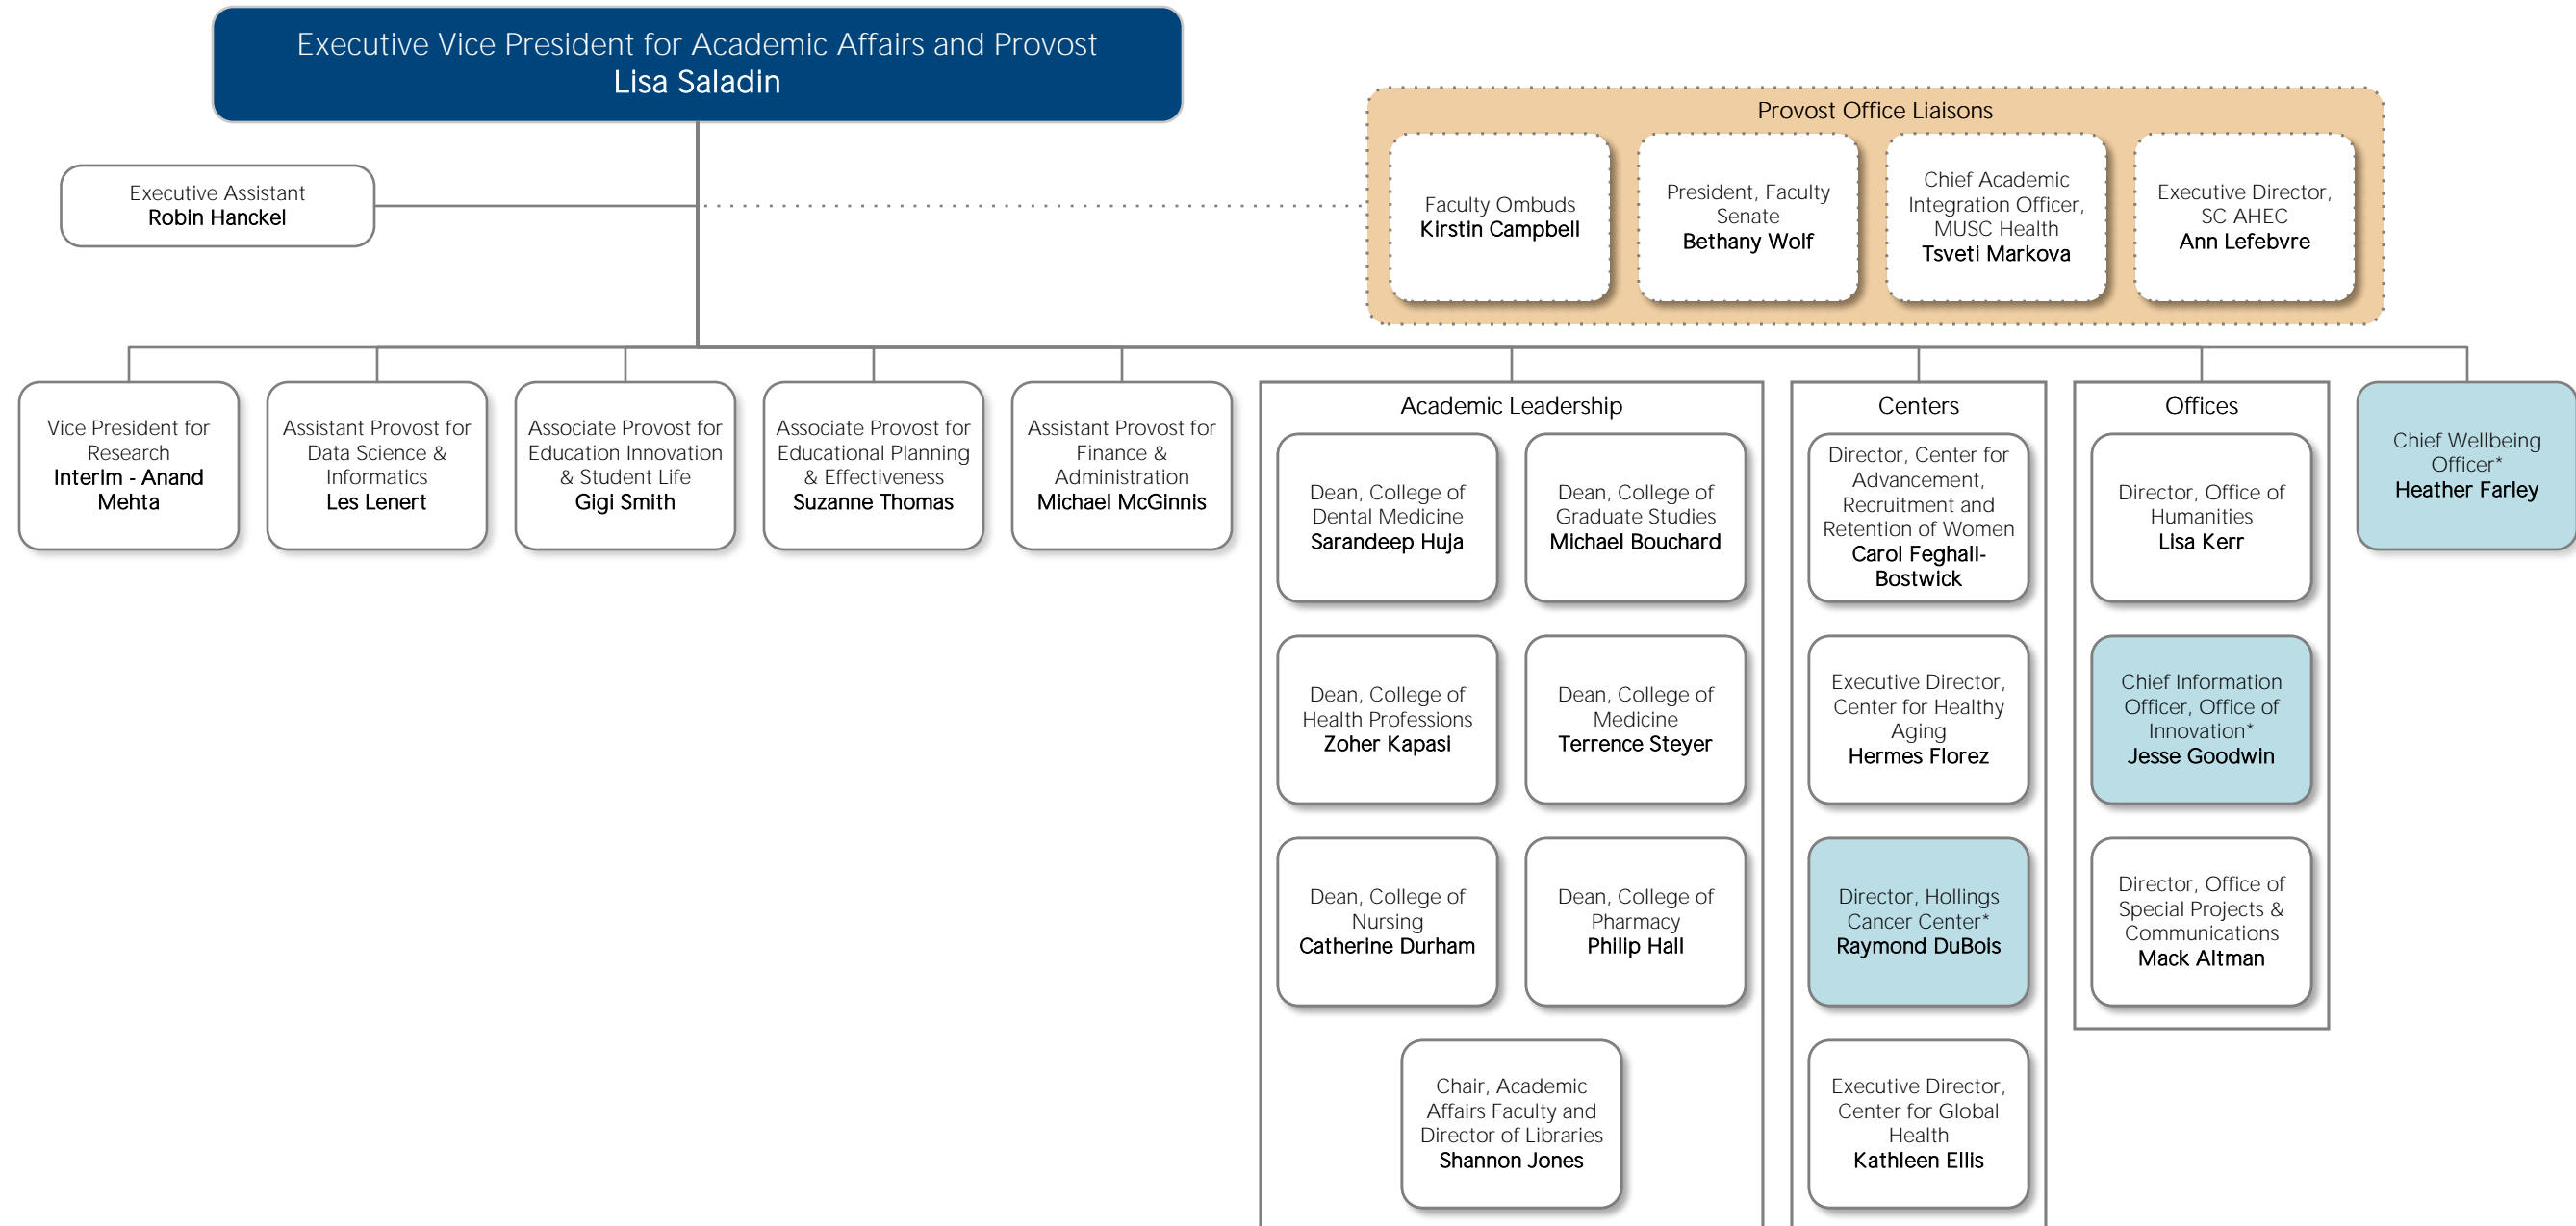 Executive Vice President for Academic Affairs and Provost
Lisa Saladin
Provost Office Liaisons
Faculty Ombuds
Kirstin Campbell
President, Faculty
Senate
Bethany Wolf
Chief Academic
Integration Officer,
MUSC Health
Tsveti Markova
Executive Director,
SC AHEC
Ann Lefebvre
Executive Assistant
Robin Hanckel
Vice President for
Research
Interim - Anand
Mehta
Assistant Provost for
Data Science &
Informatics
Les Lenert
Associate Provost for
Education Innovation
& Student Life
Gigi Smith
Associate Provost for
Educational Planning
& Effectiveness
Suzanne Thomas
Assistant Provost for
Finance &
Administration
Michael McGinnis
Academic Leadership
Dean, College of
Dental Medicine
Sarandeep Huja
Dean, College of
Graduate Studies
Michael Bouchard
Dean, College of
Health Professions
Zoher Kapasi
Dean, College of
Medicine
Terrence Steyer
Dean, College of
Nursing
Catherine Durham
Dean, College of
Pharmacy
Philip Hall
Chair, Academic
Affairs Faculty and
Director of Libraries
Shannon Jones
Centers
Director, Center for
Advancement,
Recruitment and
Retention of Women
Carol Feghali-
Bostwick
Executive Director,
Center for Healthy
Aging
Hermes Florez
Director, Hollings
Cancer Center*
Raymond DuBois
Executive Director,
Center for Global
Health
Kathleen Ellis
Offices
Director, Office of
Humanities
Lisa Kerr
Chief Information
Officer, Office of
Innovation*
Jesse Goodwin
Director, Office of
Special Projects &
Communications
Mack Altman
Chief Wellbeing
Officer*
Heather Farley